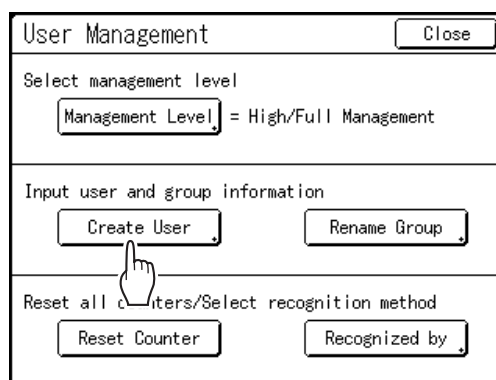 User Management
Close
Select management level
Management Level = High/Full Management
Input user and group information
Create User
Rename Group
Reset all /Select recognition method
Reset Counter
Recognized by